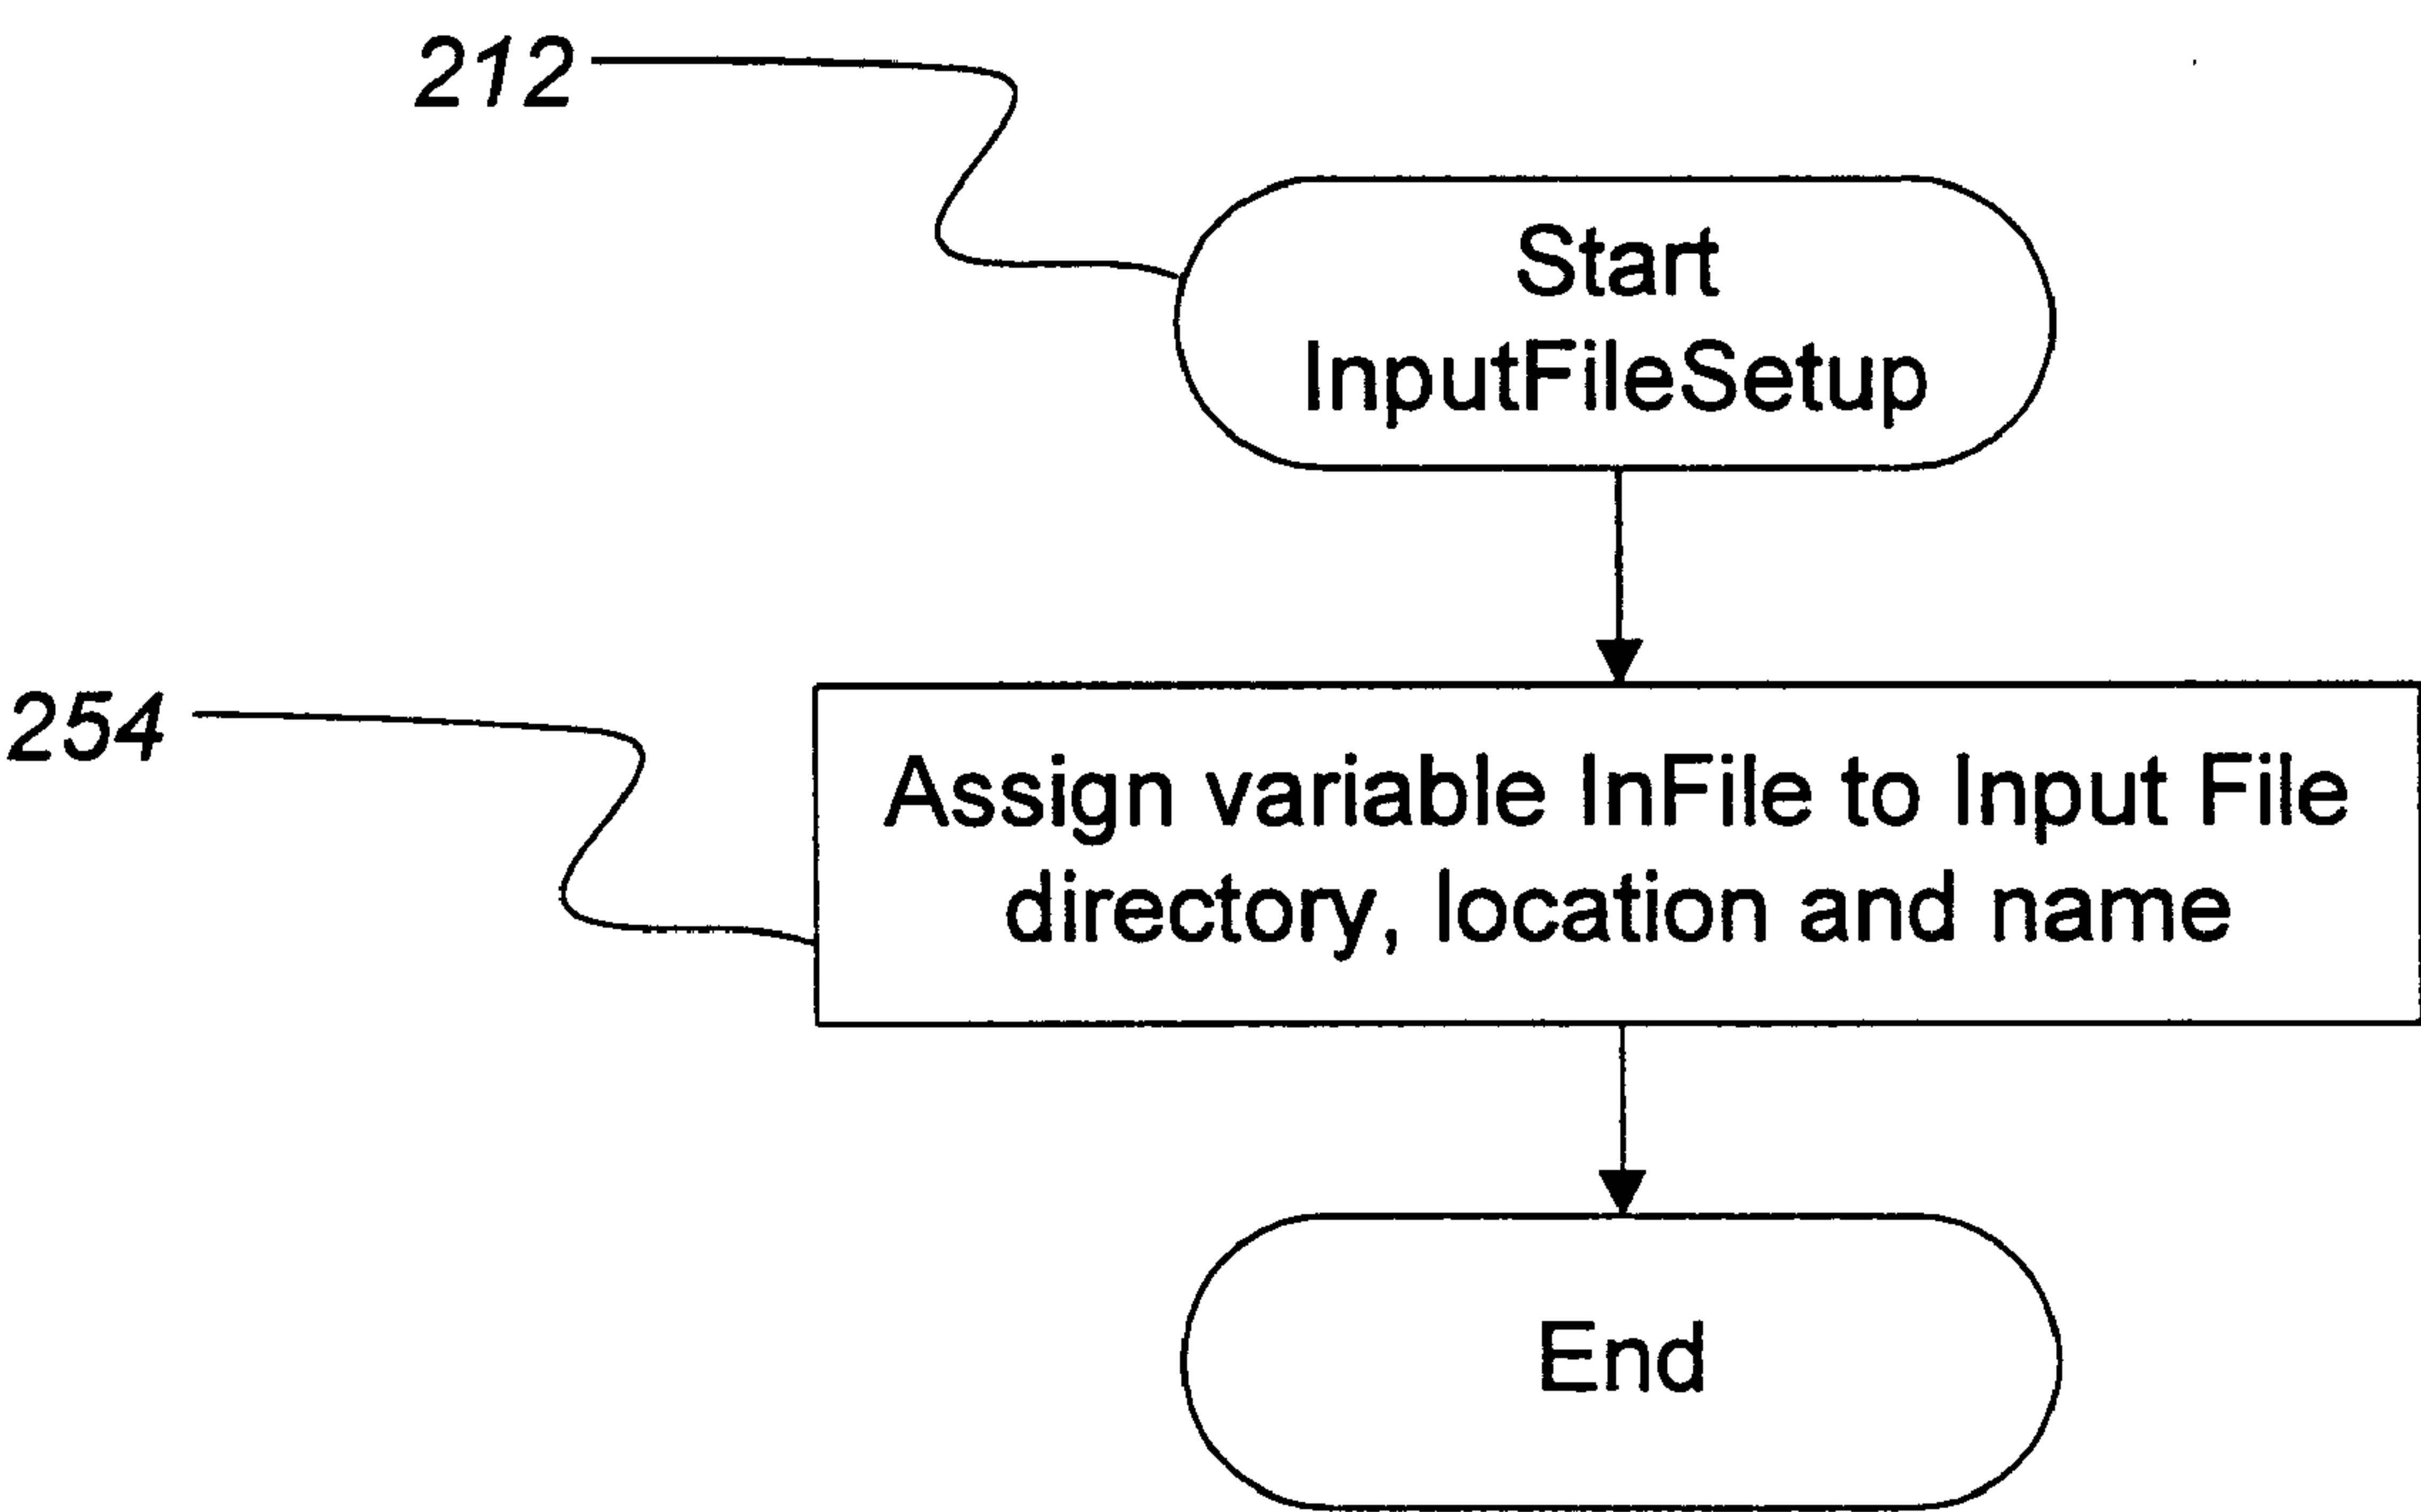 212
Start
InputFileSetup
254
Assign variable InFile to Input File
directory, location and name
End